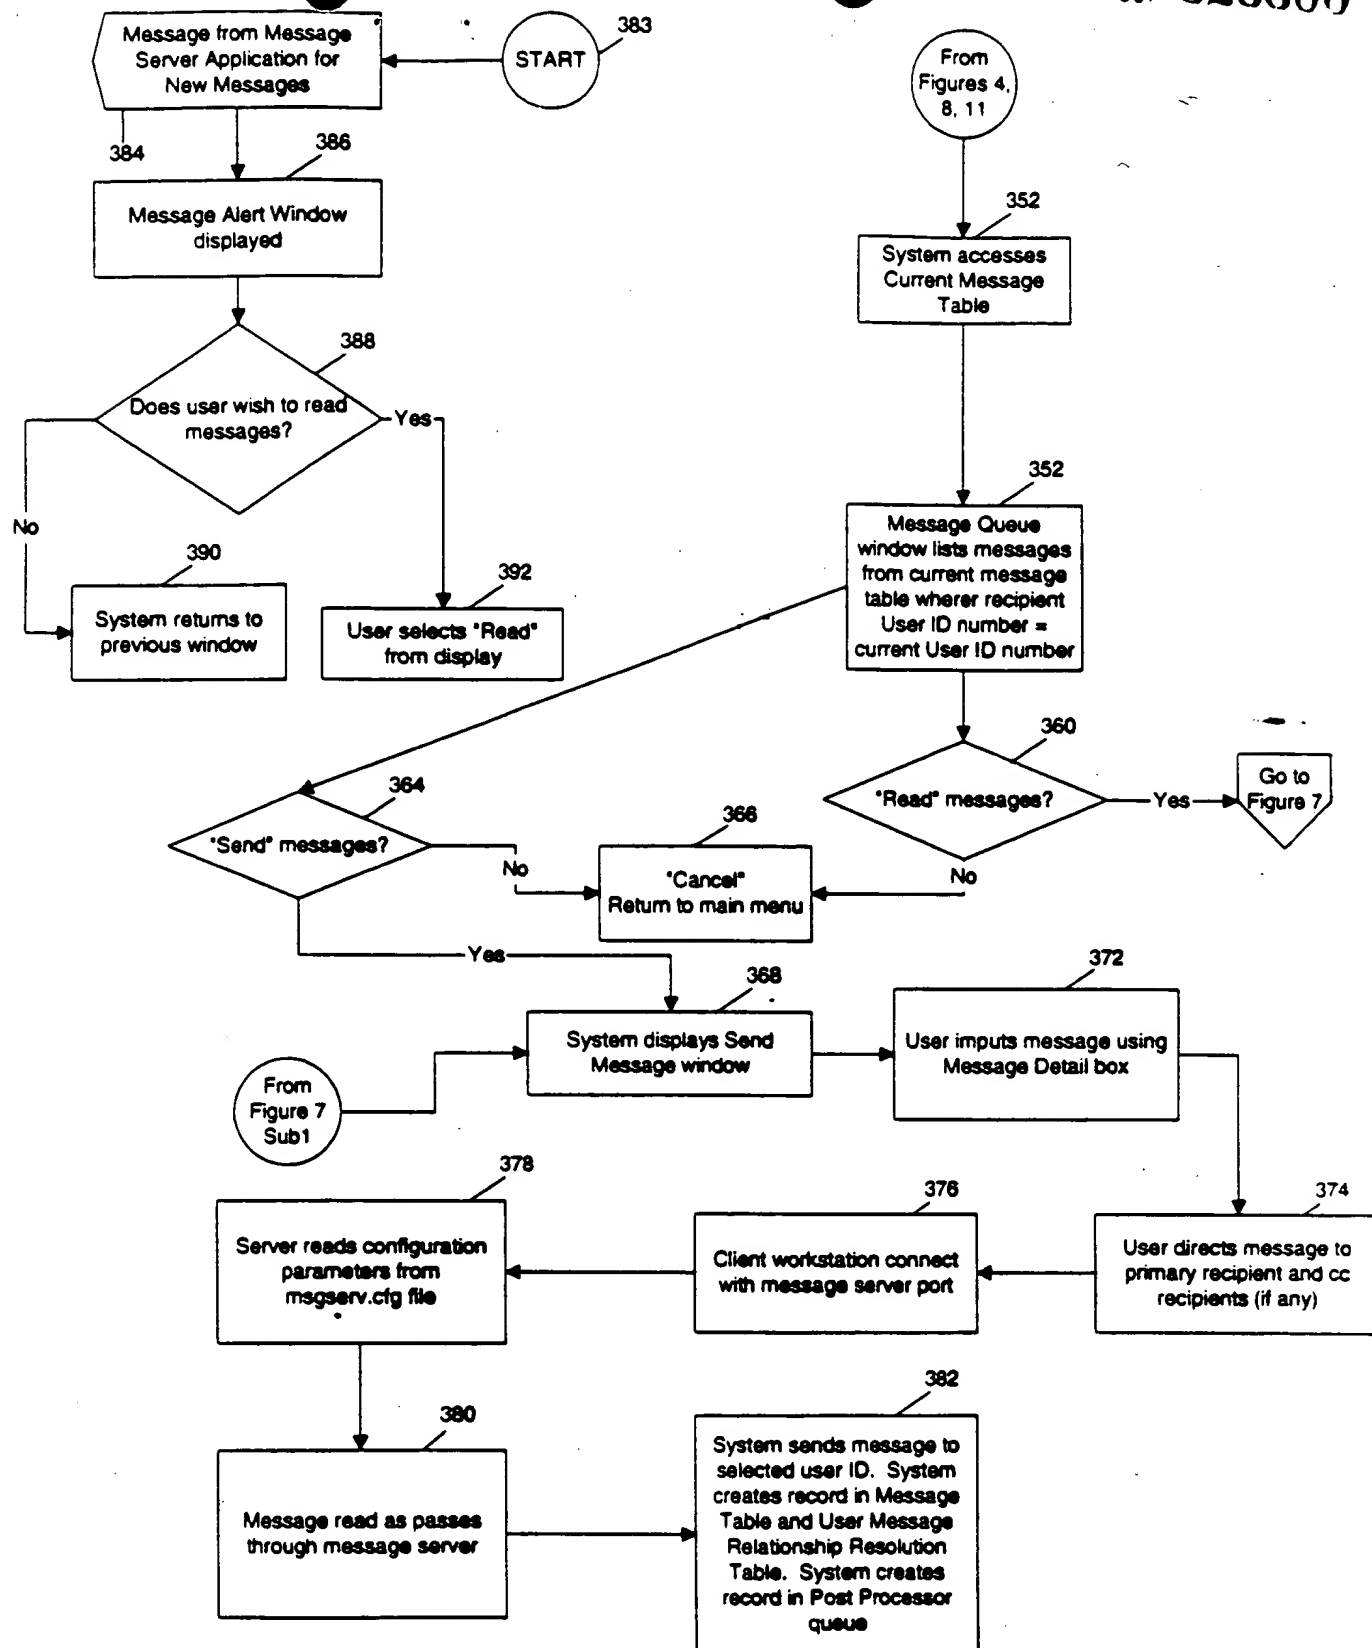 Message from Message
Server Application for
New Messages
START
383
384
386
Message Alert Window
displayed
388
Does user wish to read
messages?
Yes
No
390
System returns to
previous window
392
User selects "Read"
from display
From
Figures 4,
8, 11
352
System accesses
Current Message
Table
352
Message Queue
window lists messages
from current message
table wherer recipient
User ID number =
current User ID number
360
"Read" messages?
Yes
Go to
Figure 7
No
364
"Send" messages?
No
366
"Cancel"
Return to main menu
Yes
368
System displays Send
Message window
From
Figure 7
Sub1
372
User imputs message using
Message Detail box
374
User directs message to
primary recipient and cc
recipients (if any)
376
Client workstation connect
with message server port
378
Server reads configuration
parameters from
msgserv.cfg file
380
Message read as passes
through message server
382
System sends message to
selected user ID. System
creates record in Message
Table and User Message
Relationship Resolution
Table. System creates
record in Post Processor
queue